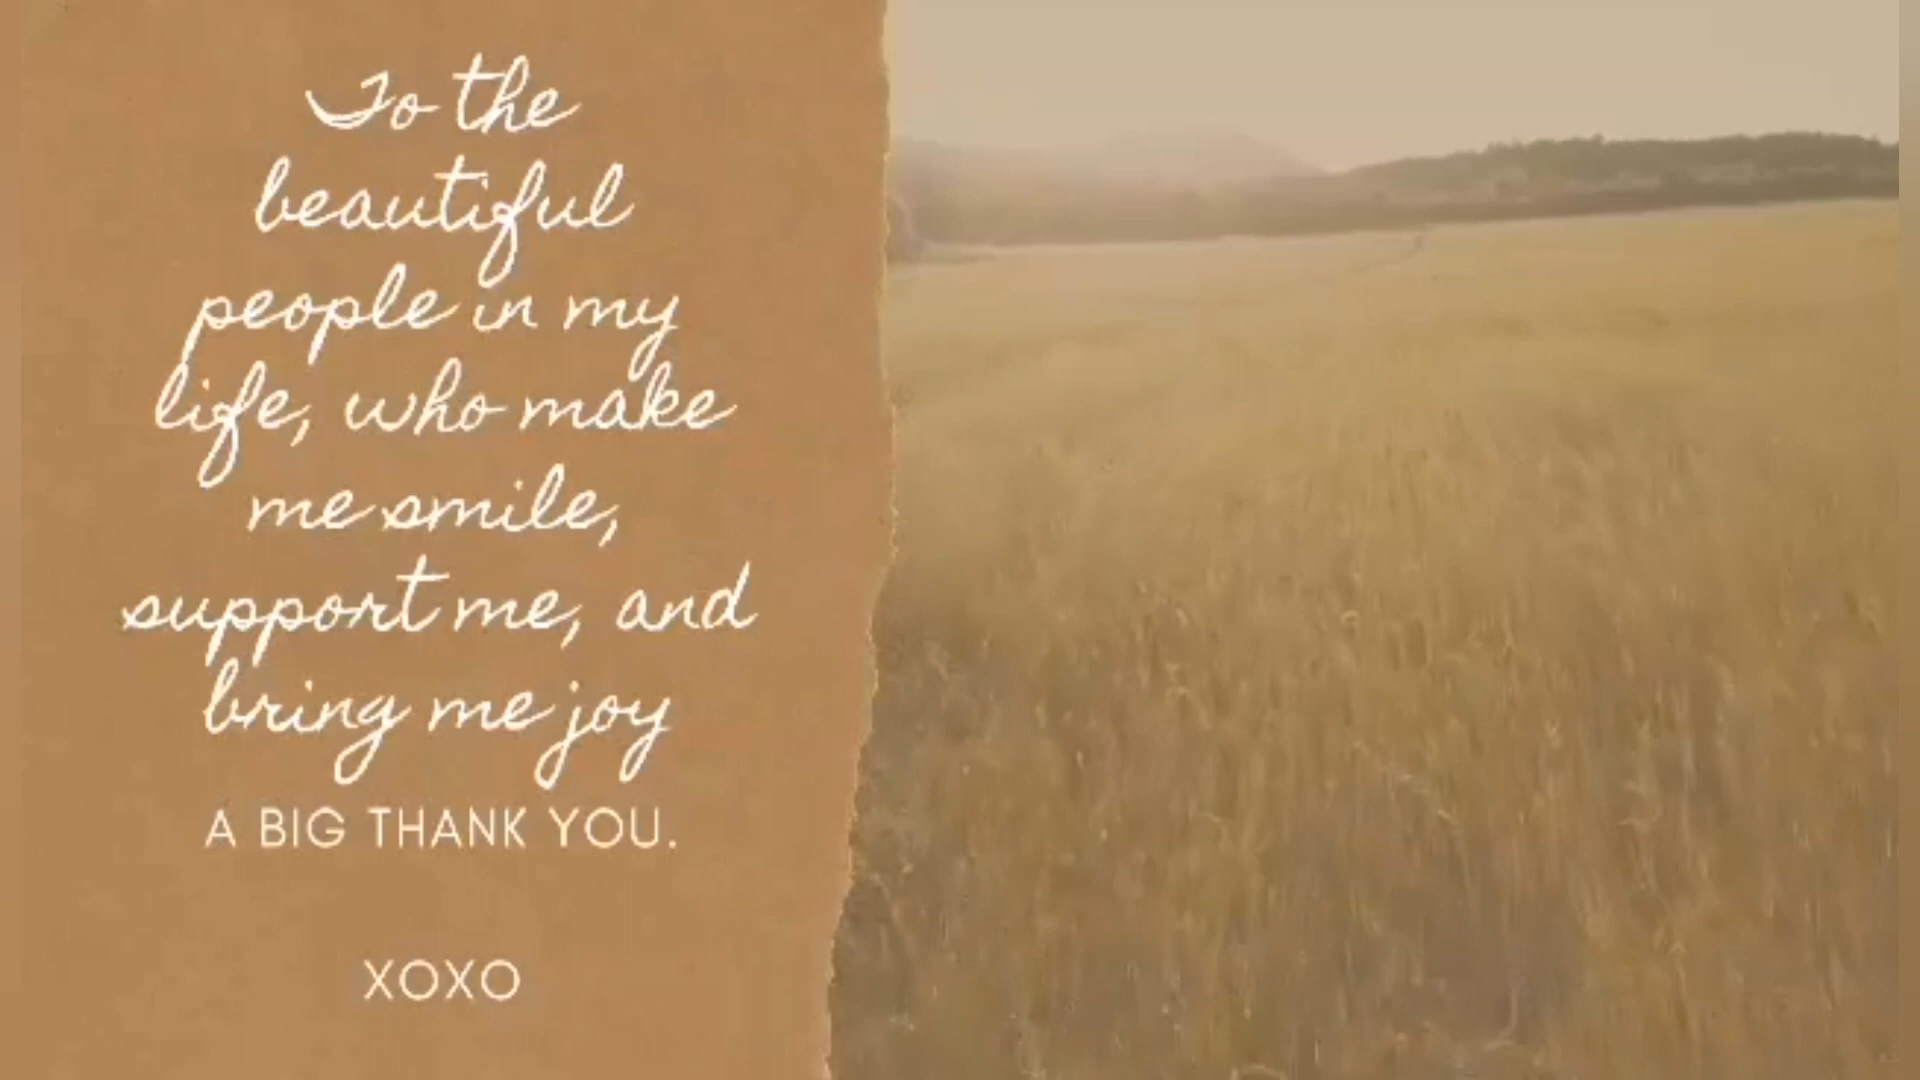 To the
beautiful
people in my
life, who make
me smile,
support me, and
bring me joy
A BIG THANK YOU.
XOXO